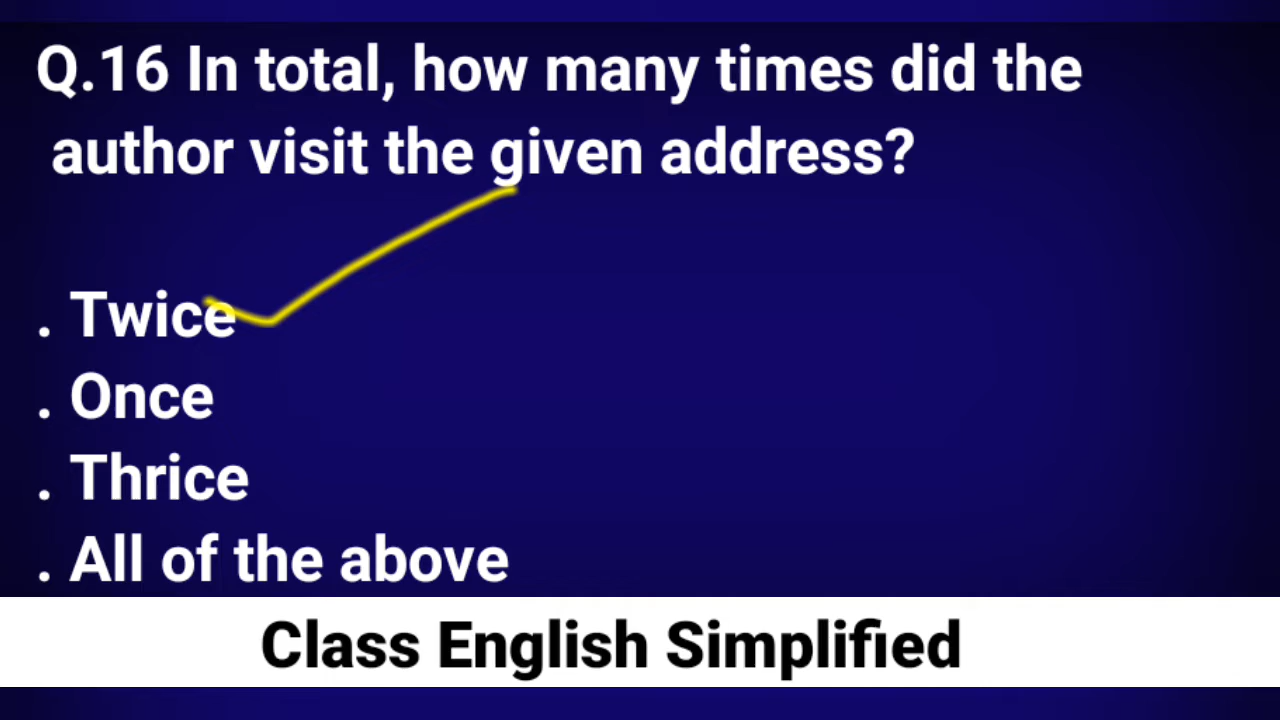 Q.16 In total, how many times did the
author visit the given address?
. Twice
. Once
. Thrice
. All of the above
Class English Simplified